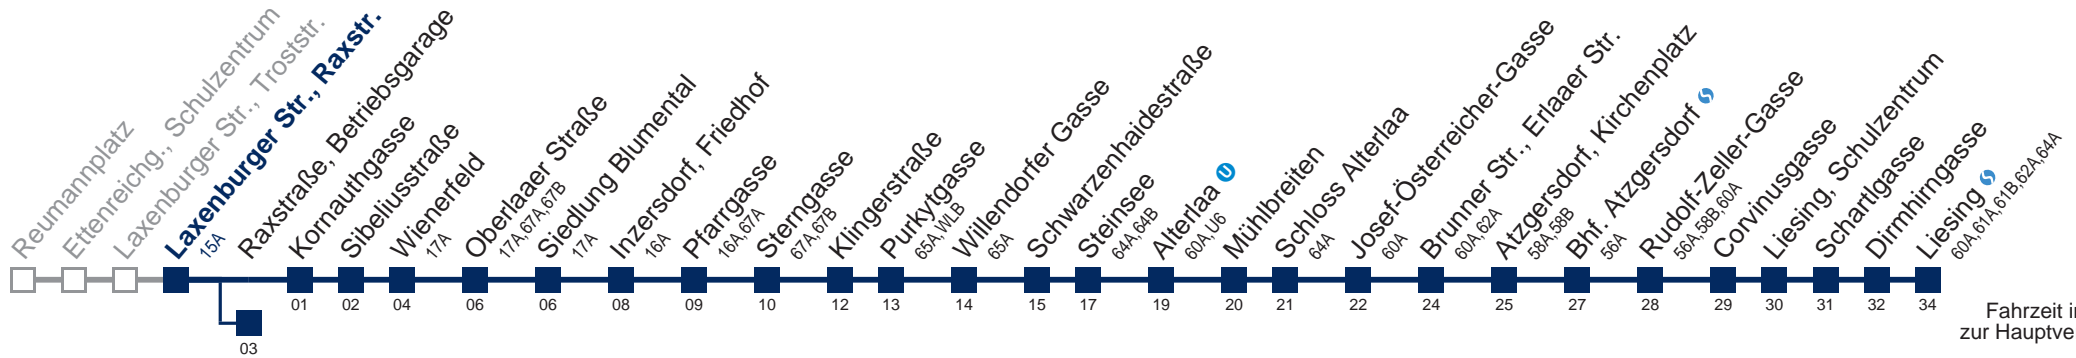 Reumannplatz
Ettenreichg., Schulzentrum
Laxenburger Str., Troststr.
Laxenburger Str., Raxstr.
15A
Raxstraße, Betriebsgarage
03
Kornauthgasse
01
Sibeliusstraße
02
Wienerfeld
17A
04
Oberlaaer Straße
17A,67A,67B
06
Siedlung Blumental
17A
06
Inzersdorf, Friedhof
16A
08
Pfarrgasse
16A,67A
09
Sterngasse
67A,67B
10
Klingerstraße
12
Purkytgasse
65A,WLB
13
Willendorfer Gasse
65A
14
Schwarzenhaidestraße
15
Steinsee
64A,64B
17
Alterlaa U
60A,U6
19
Mühlbreiten
20
Schloss Alterlaa
64A
21
Josef-Österreicher-Gasse
60A
22
Brunner Str., Erlaaer Str.
60A,62A
24
Atzgersdorf, Kirchenplatz
58A,58B
25
Bhf. Atzgersdorf
56A
27
Rudolf-Zeller-Gasse
56A,58B,60A
28
Corvinusgasse
29
Liesing, Schulzentrum
30
Schartlgasse
31
Dirmhirngasse
32
Liesing
60A,61A,61B,62A,64A
34
Fahrzeit
zur